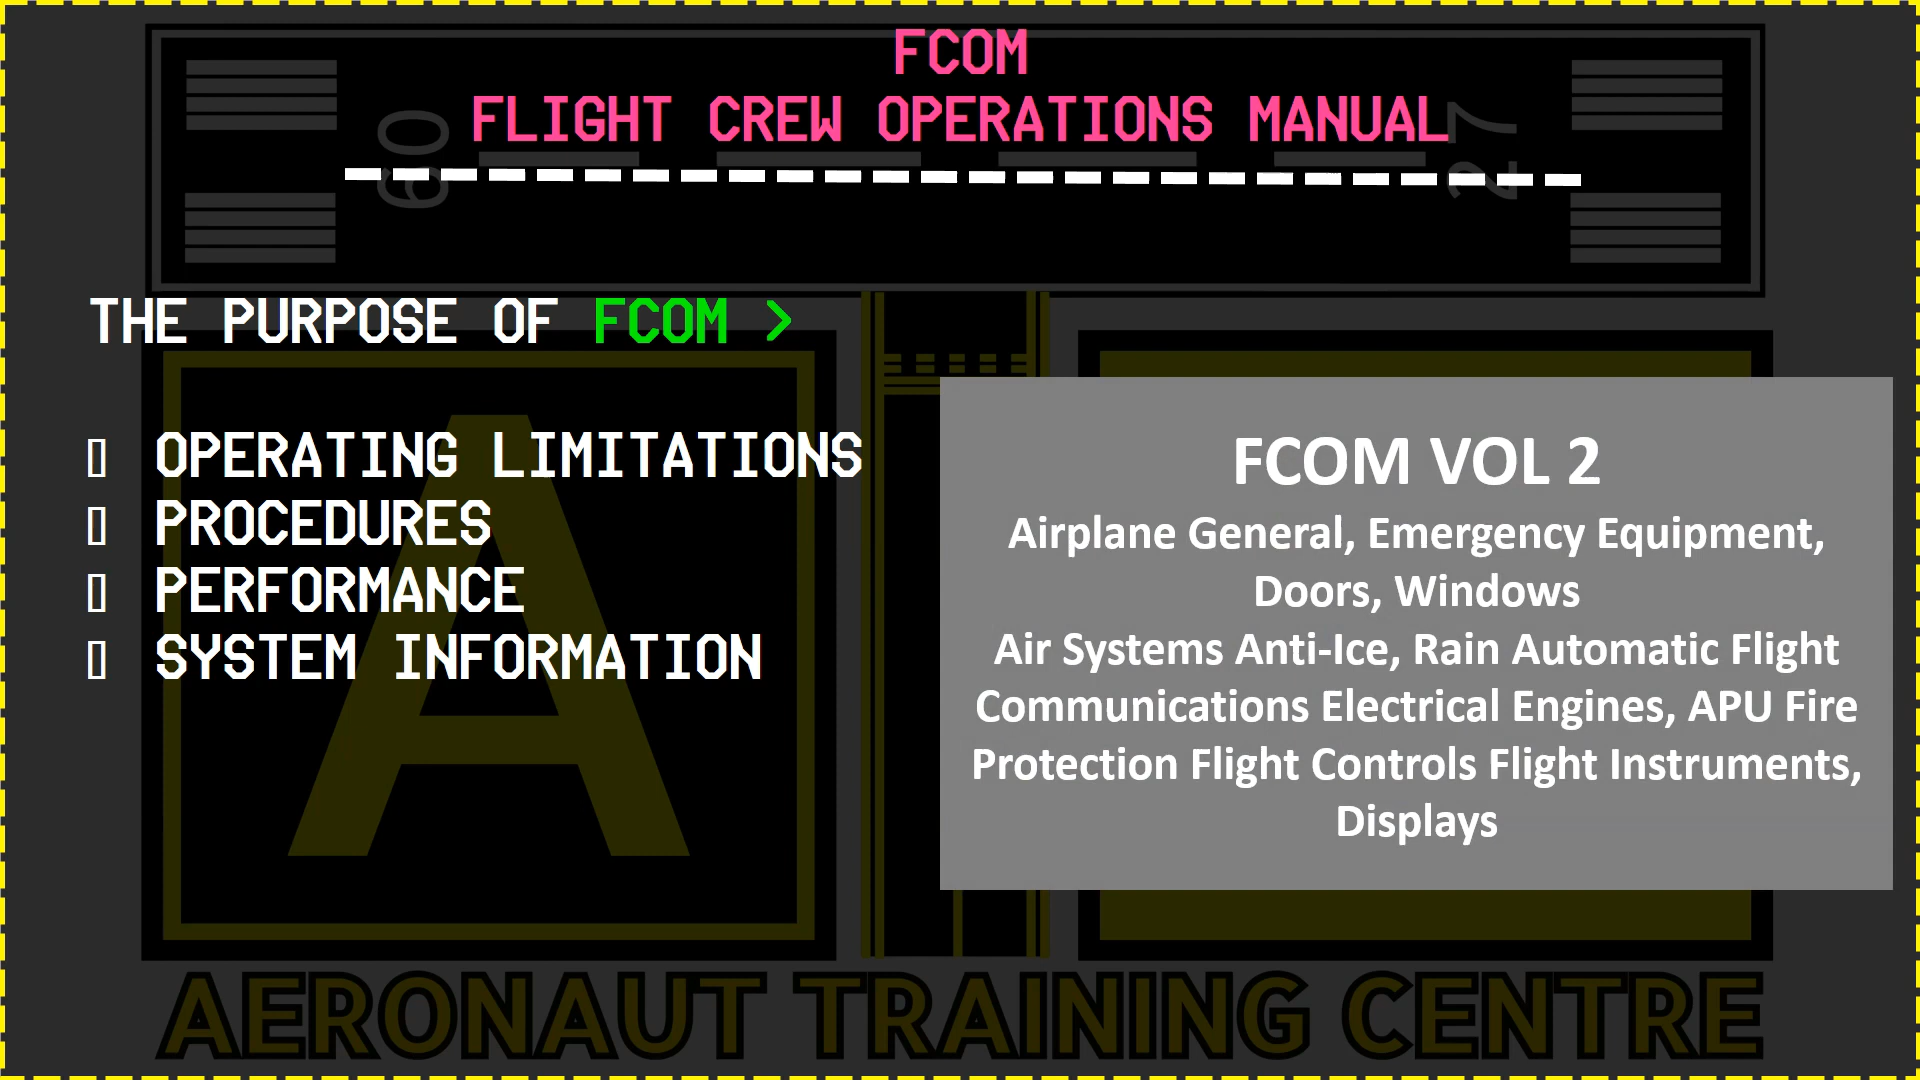 FCOM
FLIGHT CREW OPERATIONS MANUAL
09
27
THE PURPOSE OF FCOM >
▯ OPERATING LIMITATIONS
▯ PROCEDURES
▯ PERFORMANCE
▯ SYSTEM INFORMATION
A
FCOM VOL 2
Airplane General, Emergency Equipment,
Doors, Windows
Air Systems Anti-Ice, Rain Automatic Flight
Communications Electrical Engines, APU Fire
Protection Flight Controls Flight Instruments,
Displays
AERONAUT TRAINING CENTRE